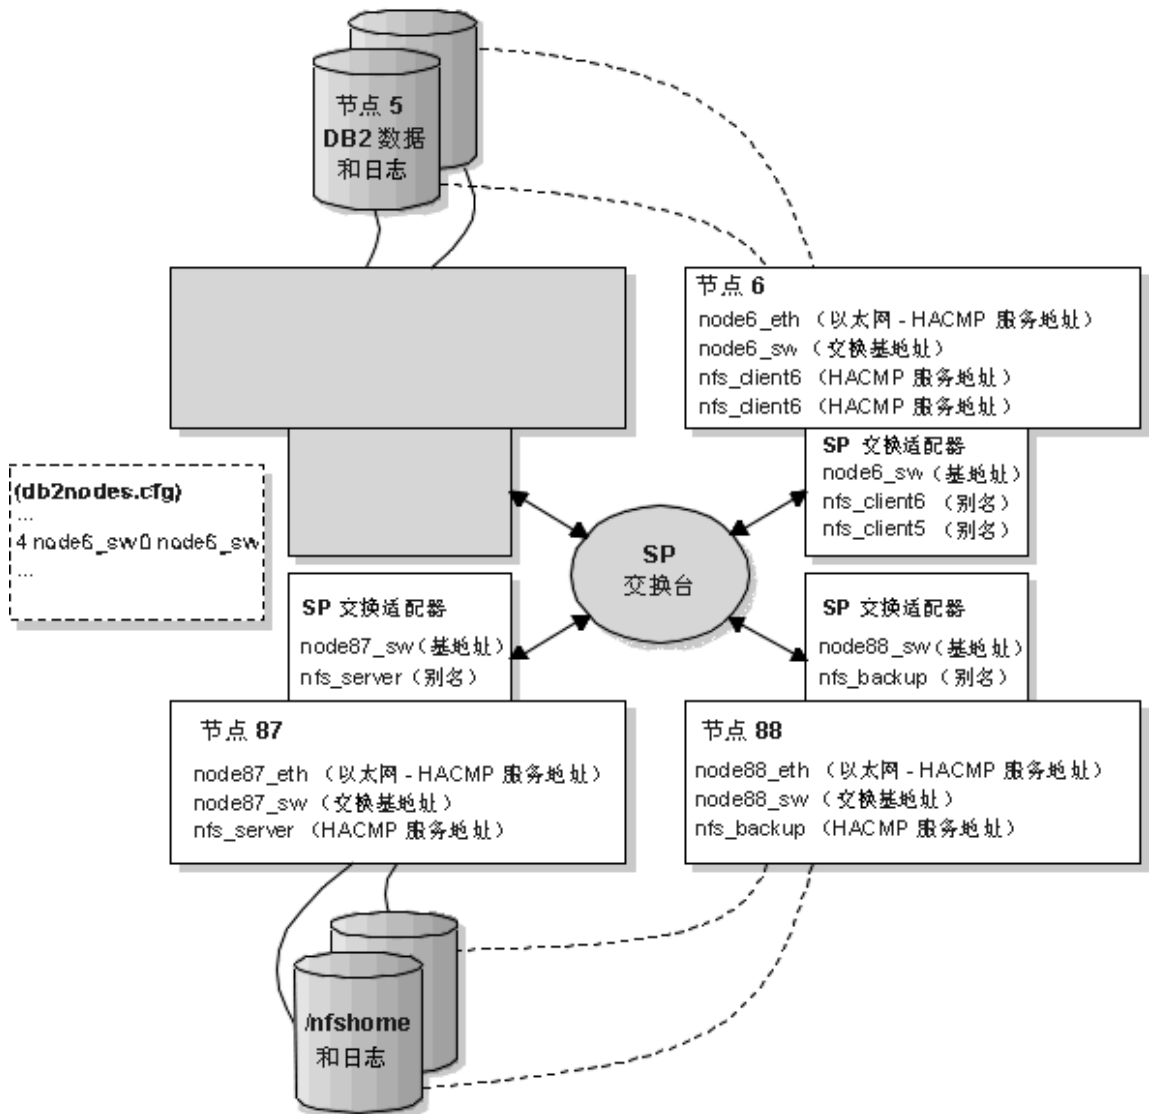 节点 5
DB2 数据
和日志
节点 6
node6_eth （以太网 - HACMP 服务地址）
node6_sw （交换基地址）
nfs_client6 （HACMP 服务地址）
nfs_client6 （HACMP 服务地址）
SP 交换适配器
node6_sw（基地址）
nfs_client6 （别名）
nfs_client5 （别名）
(db2nodes.cfg)
...
4 node6_sw 0 node6_sw
...
SP
交换台
SP 交换适配器
node87_sw（基地址）
nfs_server（别名）
SP 交换适配器
node88_sw（基地址）
nfs_backup （别名）
节点 87
node87_eth （以太网 - HACMP 服务地址）
node87_sw （交换基地址）
nfs_server （HACMP 服务地址）
节点 88
node88_eth （以太网 - HACMP 服务地址）
node88_sw （交换基地址）
nfs_backup （HACMP 服务地址）
/nfshome
和日志